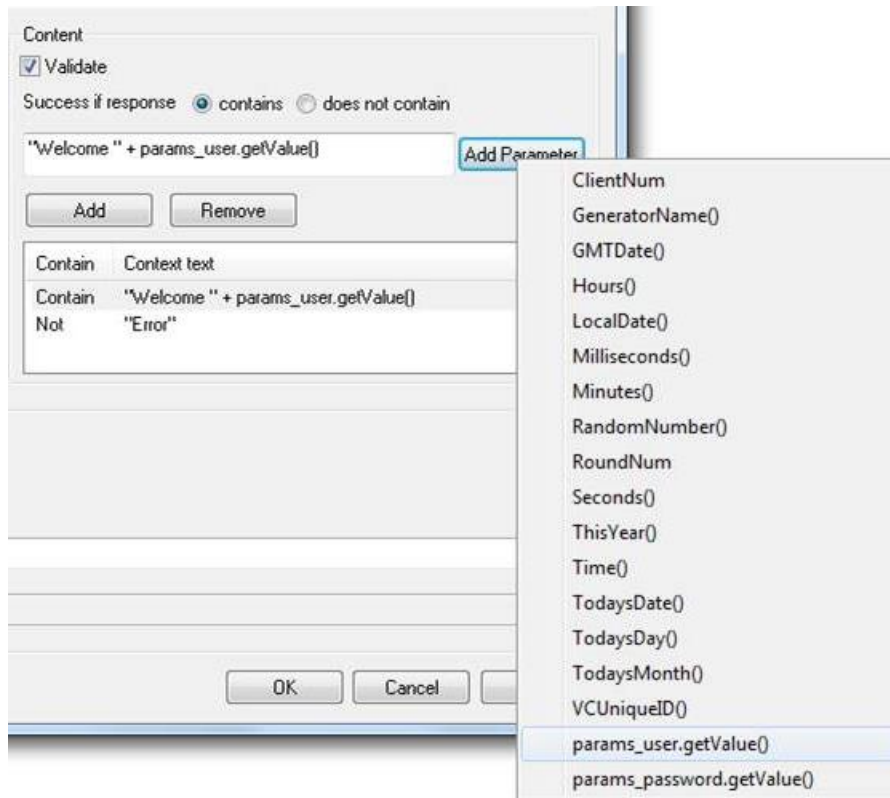 Content
Validate
Success if response contains does not contain
"Welcome " + params_user.getValue()
Add Parameter
Add Remove
Contain Context text
Contain "Welcome " + params_user.getValue()
Not "Error"
OK Cancel
ClientNum
GeneratorName()
GMTDate()
Hours()
LocalDate()
Milliseconds()
Minutes()
RandomNumber()
RoundNum
Seconds()
ThisYear()
Time()
TodaysDate()
TodaysDay()
TodaysMonth()
VCUniqueID()
params_user.getValue()
params_password.getValue()